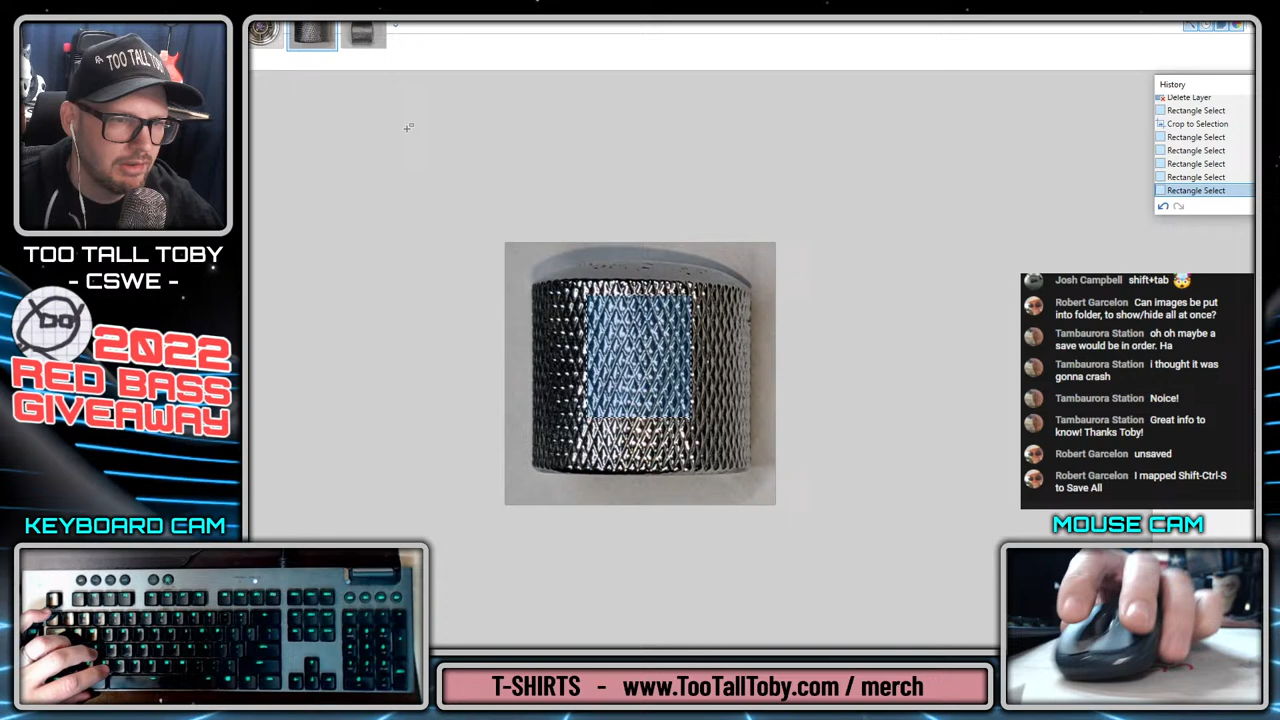 TOO TALL TOBY
TOO TALL TOBY
- CSWE -
2022
RED BASS
GIVEAWAY
KEYBOARD CAM
History
Delete Layer
Rectangle Select
Crop to Selection
Rectangle Select
Rectangle Select
Rectangle Select
Rectangle Select
Rectangle Select
Josh Campbell shift+tab
Robert Garcelon Can images be put
into folder, to show/hide all at once?
Tambaurora Station oh oh maybe a
save would be in order. Ha
Tambaurora Station i thought it was
gonna crash
Tambaurora Station Noice!
Tambaurora Station Great info to
know! Thanks Toby!
Robert Garcelon unsaved
Robert Garcelon I mapped Shift-Ctrl-S
to Save All
MOUSE CAM
T-SHIRTS - www.TooTallToby.com / merch